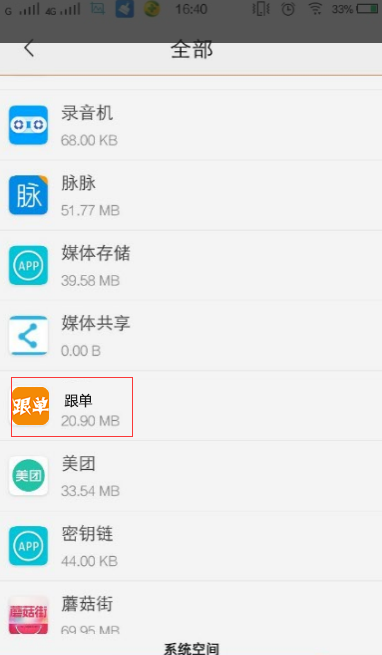 G 4G 16:40 33%
全部
录音机
68.00 KB
脉
脉脉
51.77 MB
媒体存储
APP
39.58 MB
媒体共享
0.00 B
跟单
跟单
20.90 MB
美团
美团
33.54 MB
密钥链
APP
44.00 KB
蘑菇街
蘑菇街
69.95 MB
系统空间